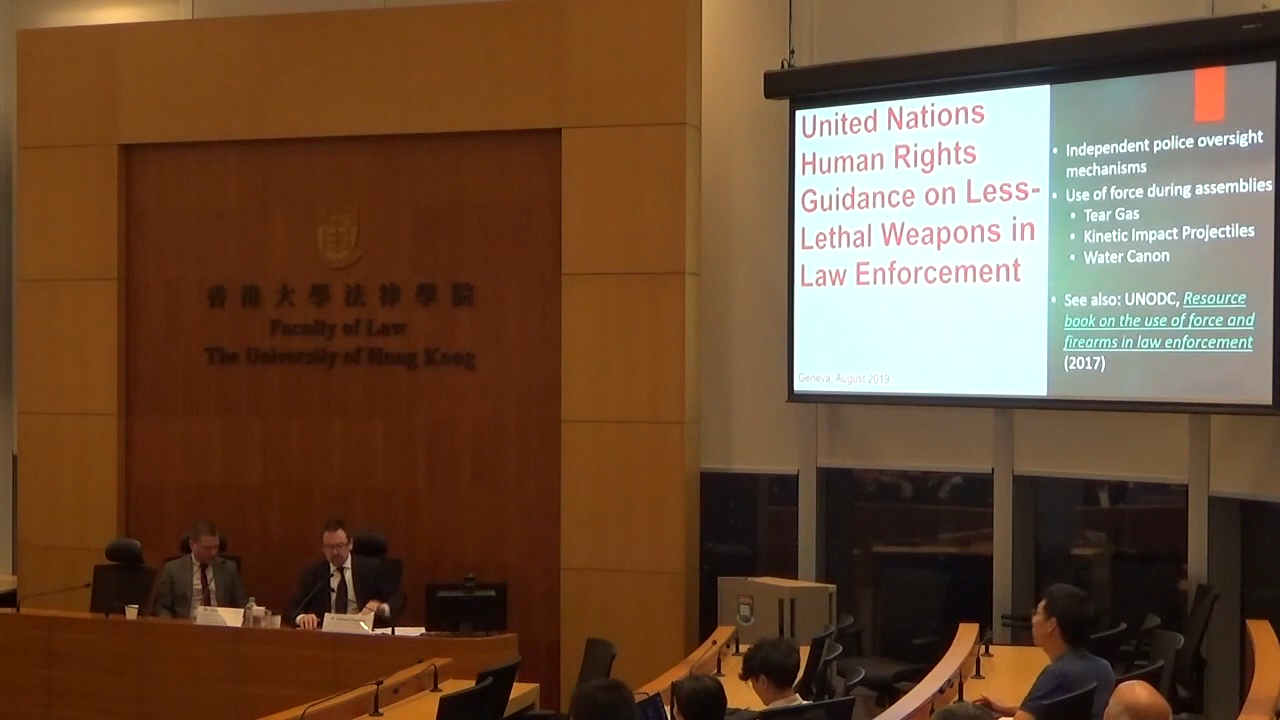 香港大學法律學院
Faculty of Law
The University of Hong Kong
United Nations
Human Rights
Guidance on Less-
Lethal Weapons in
Law Enforcement
Geneva, August 2019
• Independent police oversight
mechanisms
• Use of force during assemblies
• Tear Gas
• Kinetic Impact Projectiles
• Water Canon
• See also: UNODC, Resource
book on the use of force and
firearms in law enforcement
(2017)